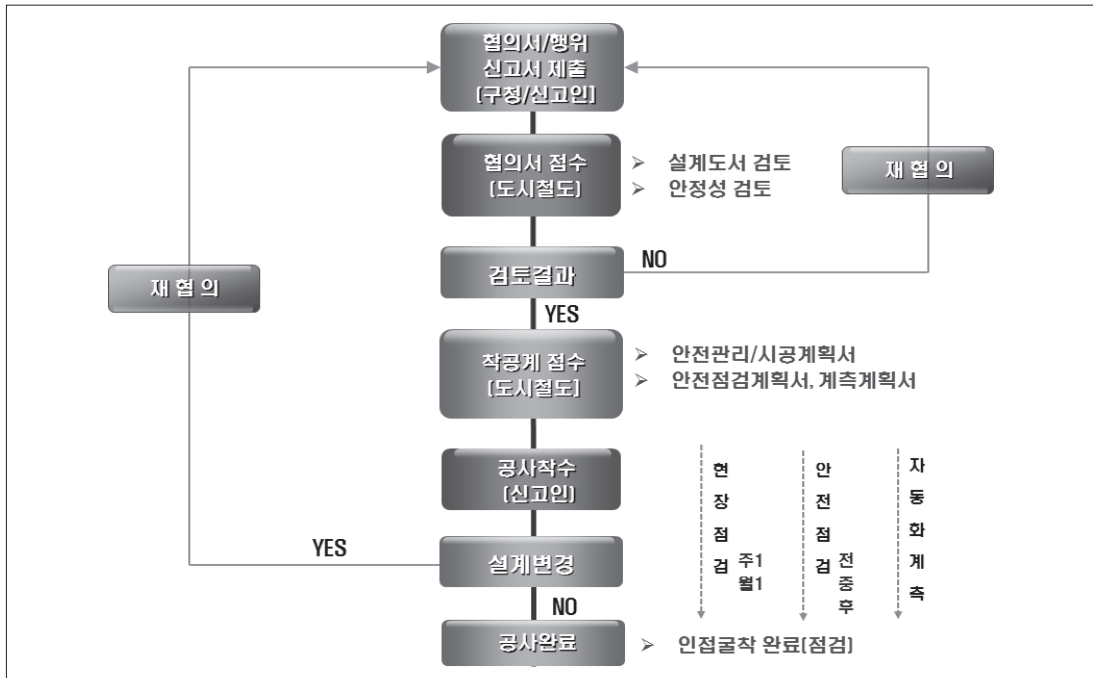 협의서/행위
신고서 제출
[구청/신고인]
협의서 접수
[도시철도]
➢ 설계도서 검토
➢ 안정성 검토
재 협 의
검토결과
NO
재 협 의
YES
착공계 접수
[도시철도]
➢ 안전관리/시공계획서
➢ 안전점검계획서, 계측계획서
공사착수
[신고인]
현장점검
주1
월1
안전점검
전중후
자동화계측
YES
설계변경
NO
공사완료
➢ 인접굴착 완료[점검]